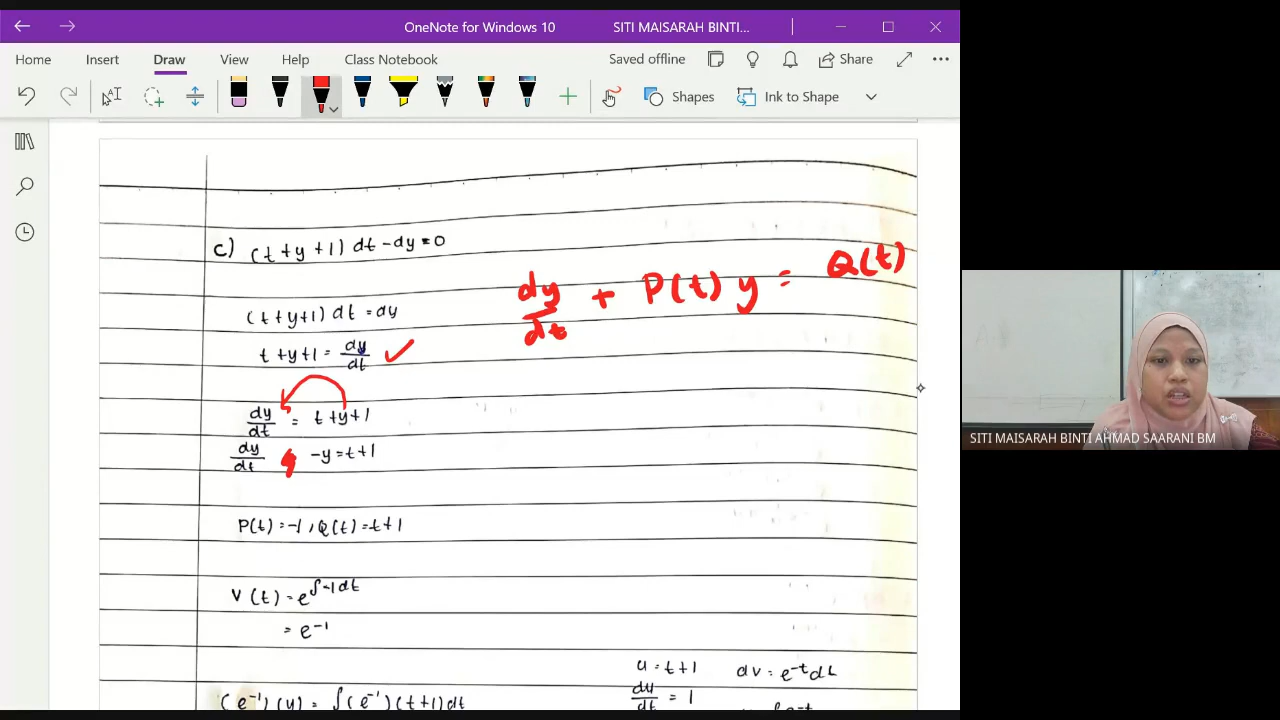 OneNote for Windows 10
SITI MAISARAH BINTI...
Home Insert Draw View Help Class Notebook
Saved offline
Share
Shapes
Ink to Shape
c) (t+y+1) dt-dy=0
(t+y+1) dt = dy
t+y+1 = dy/dt
dy/dt + P(t) y = Q(t)
dy/dt = t+y+1
dy/dt -y=t+1
P(t)=-1, Q(t)=t+1
V(t)=e^∫-1dt
= e^-1
u=t+1 dv=e^-t dt
du/dt = 1
(e^-1)(y) = ∫(e^-1)(t+1)dt
SITI MAISARAH BINTI AHMAD SAARANI BM